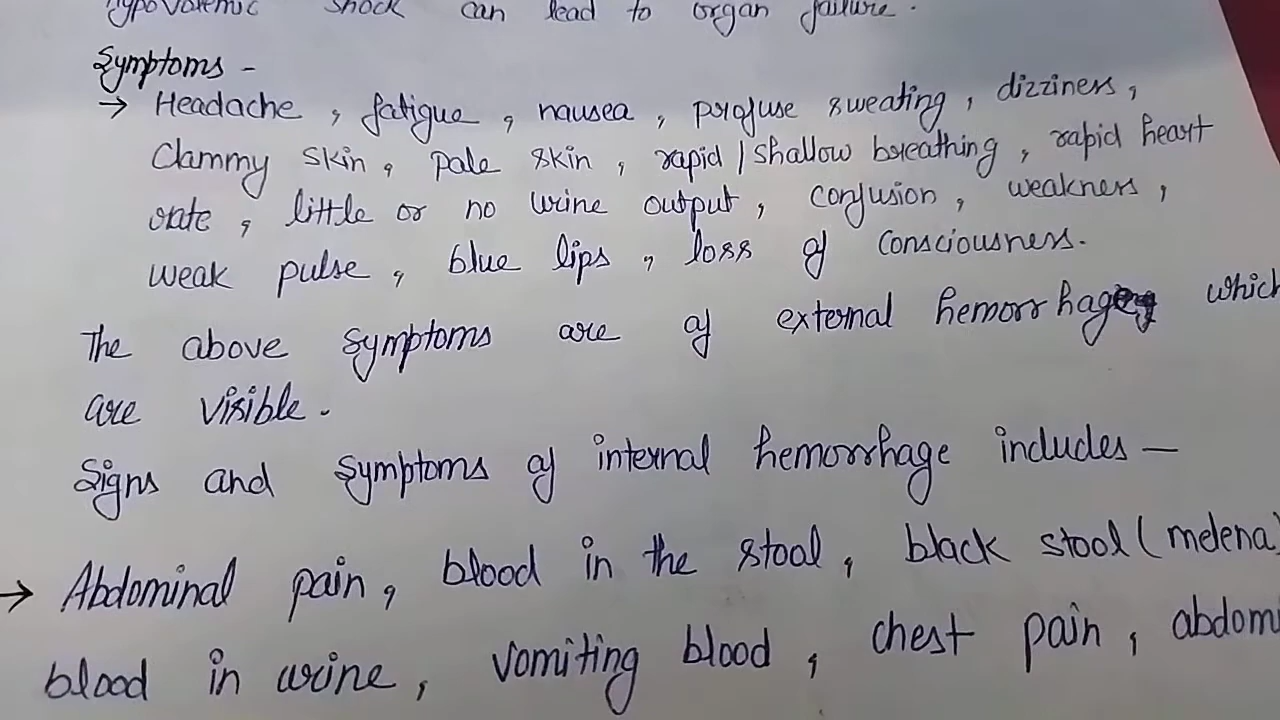 hypovolemic shock can lead to organ failure.
Symptoms -
→ Headache, fatigue, nausea, profuse sweating, dizziness,
Clammy skin, pale skin, rapid/shallow breathing, rapid heart
rate, little or no urine output, confusion, weakness,
weak pulse, blue lips, loss of consciousness.
The above symptoms are of external hemorrhage which
are visible.
Signs and symptoms of internal hemorrhage includes —
→ Abdominal pain, blood in the stool, black stool (melena)
blood in urine, vomiting blood, chest pain, abdom